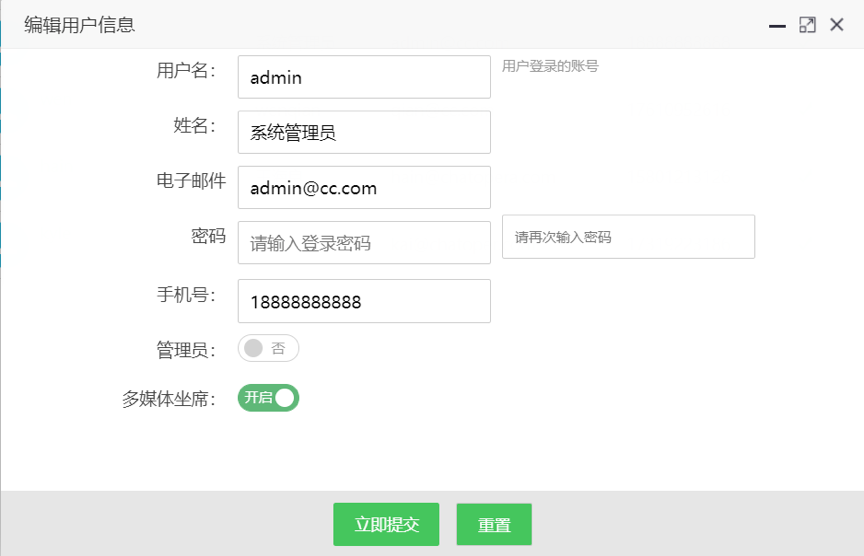 编辑用户信息
用户名： admin 用户登录的账号
姓名： 系统管理员
电子邮件 admin@cc.com
密码 请输入登录密码 请再次输入密码
手机号： 18888888888
管理员： 否
多媒体坐席： 开启
立即提交 重置